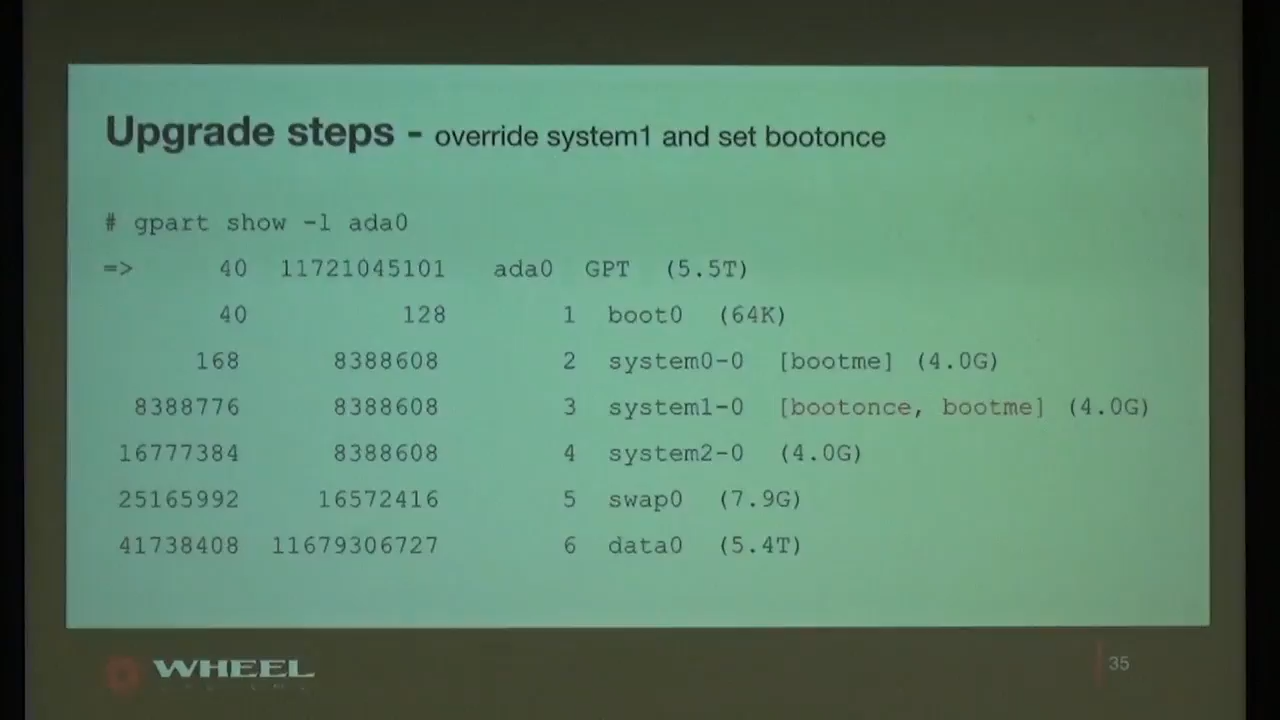 Upgrade steps - override system1 and set bootonce
# gpart show -l ada0
=> 40 11721045101 ada0 GPT (5.5T)
40 128 1 boot0 (64K)
168 8388608 2 system0-0 [bootme] (4.0G)
8388776 8388608 3 system1-0 [bootonce, bootme] (4.0G)
16777384 8388608 4 system2-0 (4.0G)
25165992 16572416 5 swap0 (7.9G)
41738408 11679306727 6 data0 (5.4T)
WHEEL
35